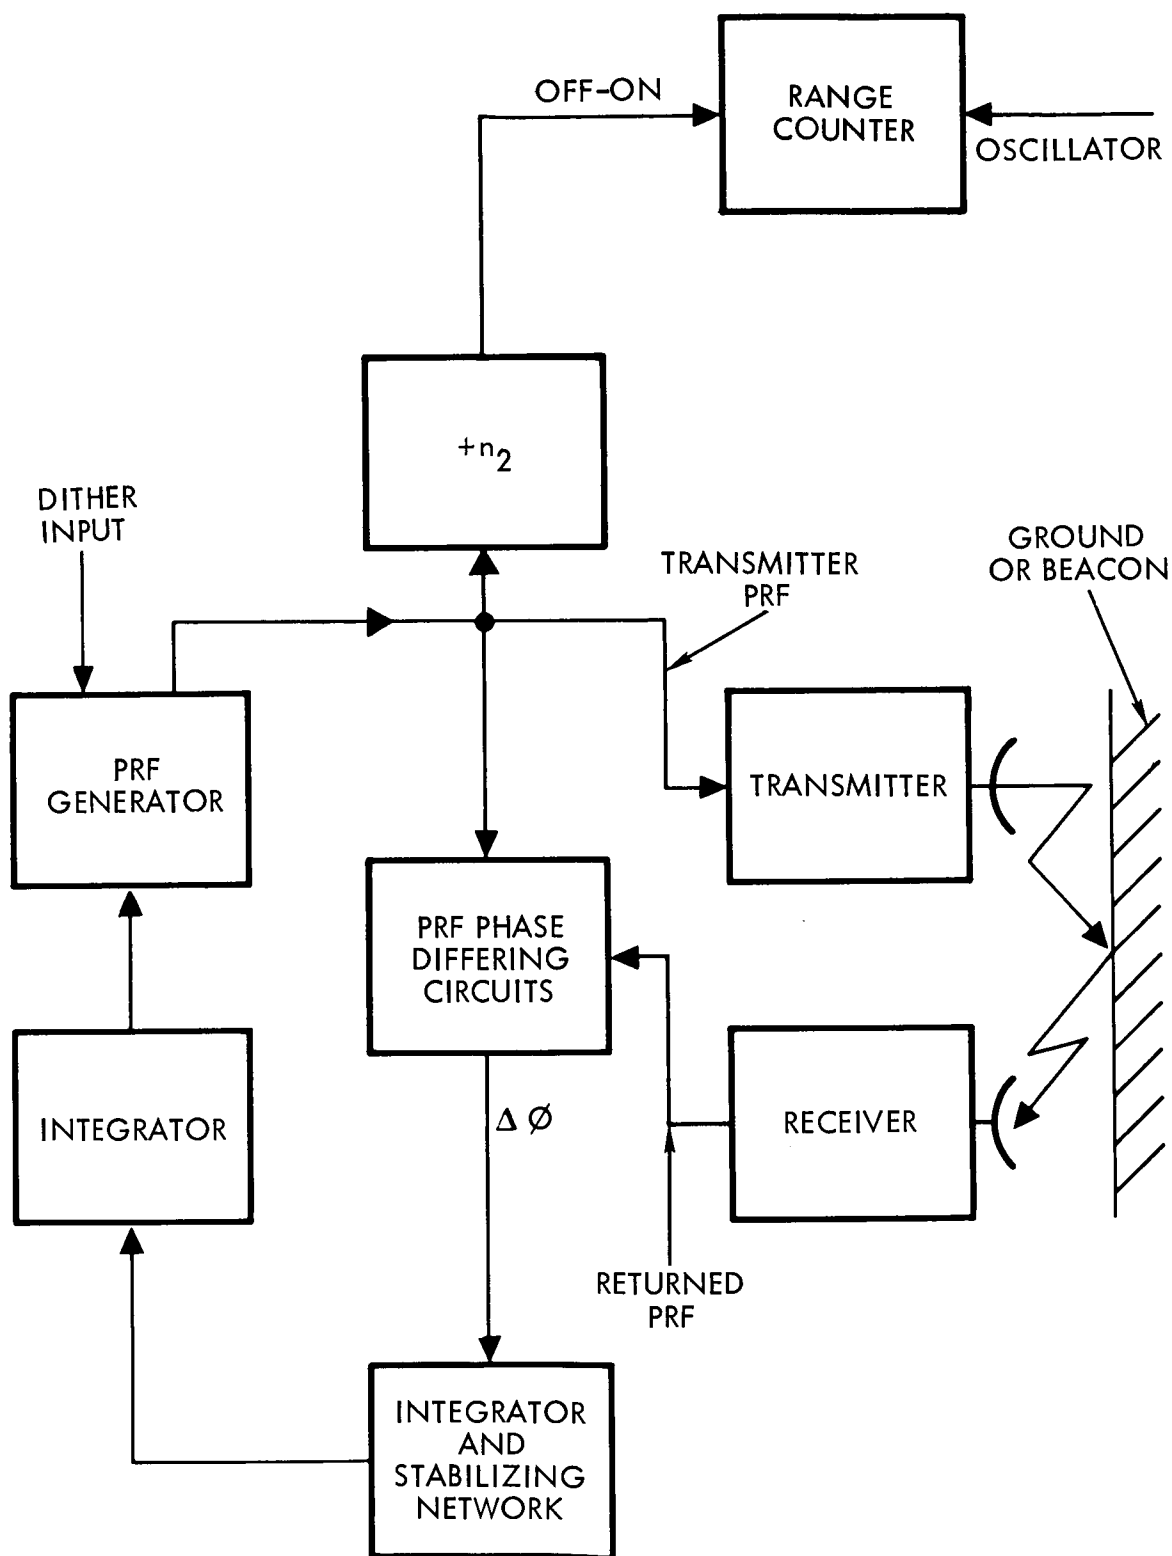 OFF-ON
RANGE
COUNTER
OSCILLATOR
+n2
DITHER
INPUT
TRANSMITTER
PRF
GROUND
OR BEACON
PRF
GENERATOR
TRANSMITTER
PRF PHASE
DIFFERING
CIRCUITS
INTEGRATOR
Δ Ø
RECEIVER
RETURNED
PRF
INTEGRATOR
AND
STABILIZING
NETWORK